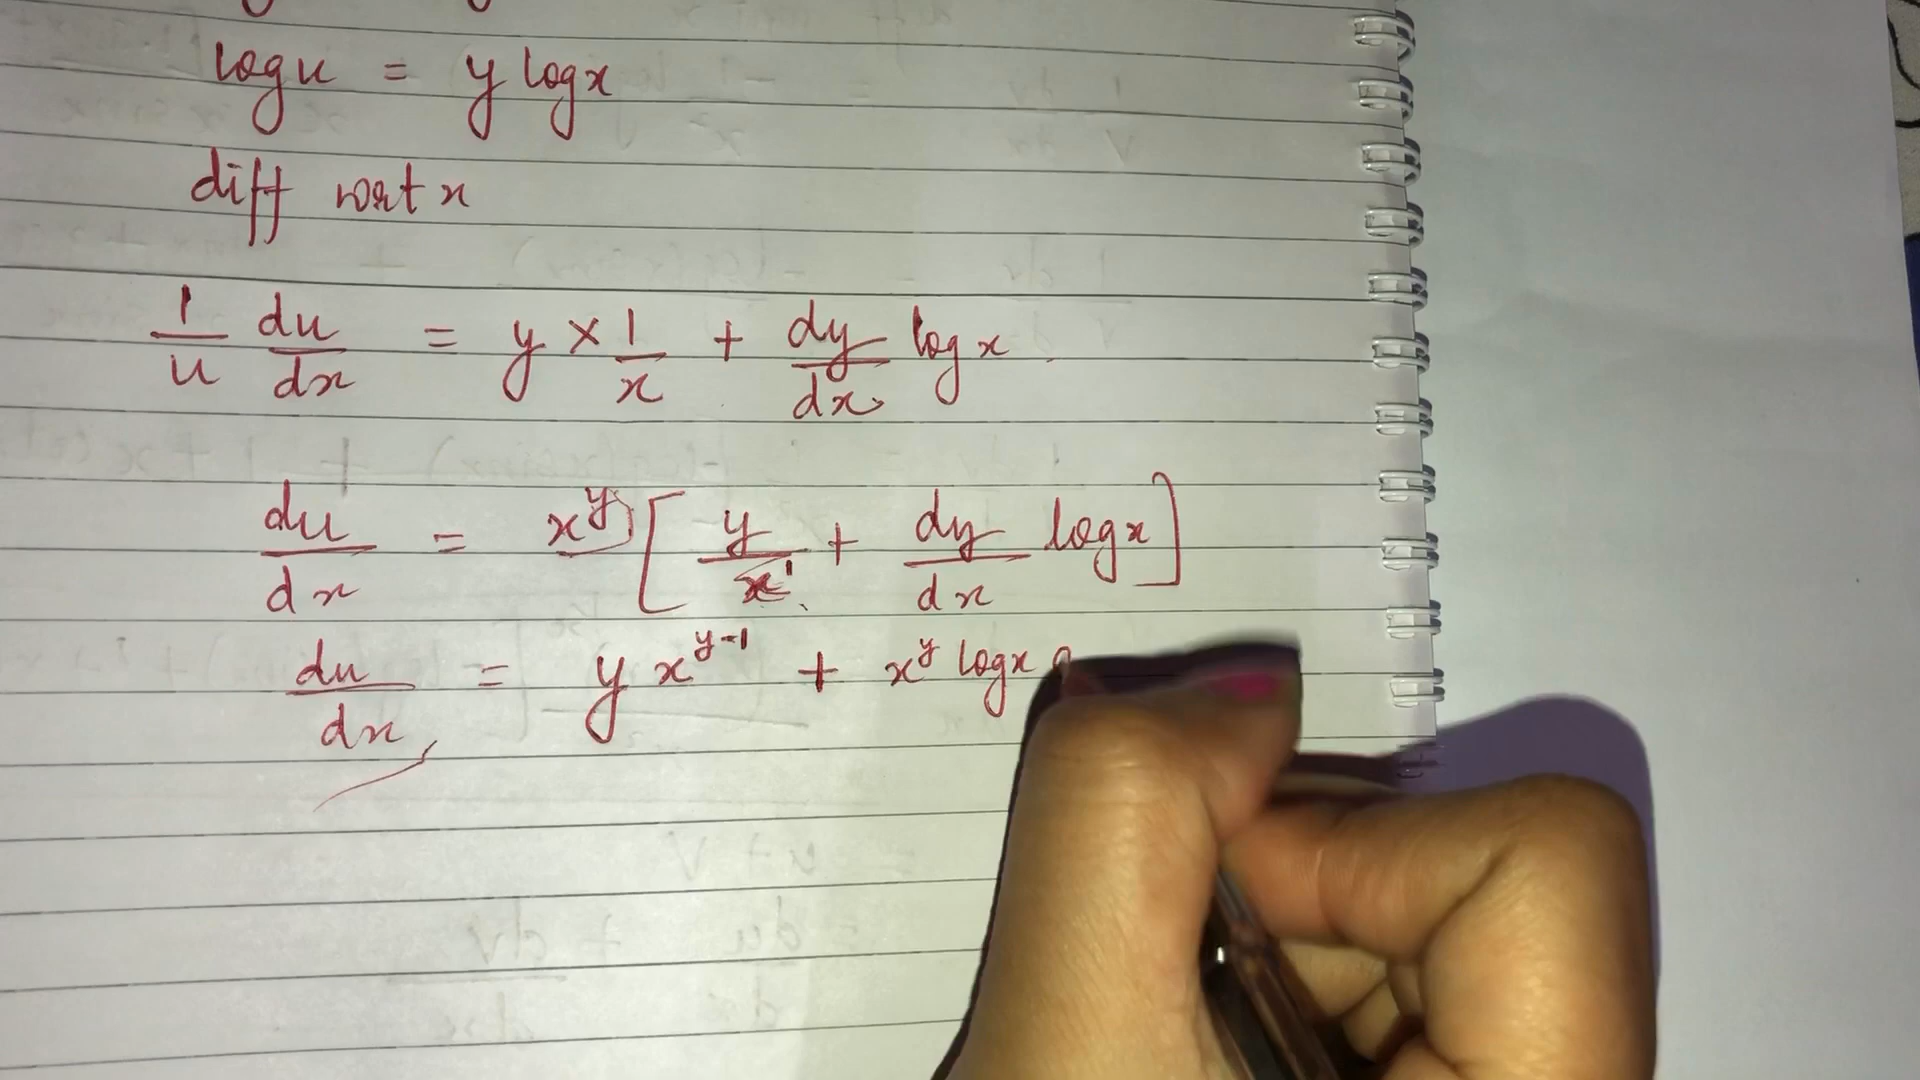 log u = y log x
diff wrt x
1/u du/dx = y × 1/x + dy/dx log x
du/dx = x^y [ y/x^1 + dy/dx log x ]
du/dx = y x^(y-1) + x^y log x